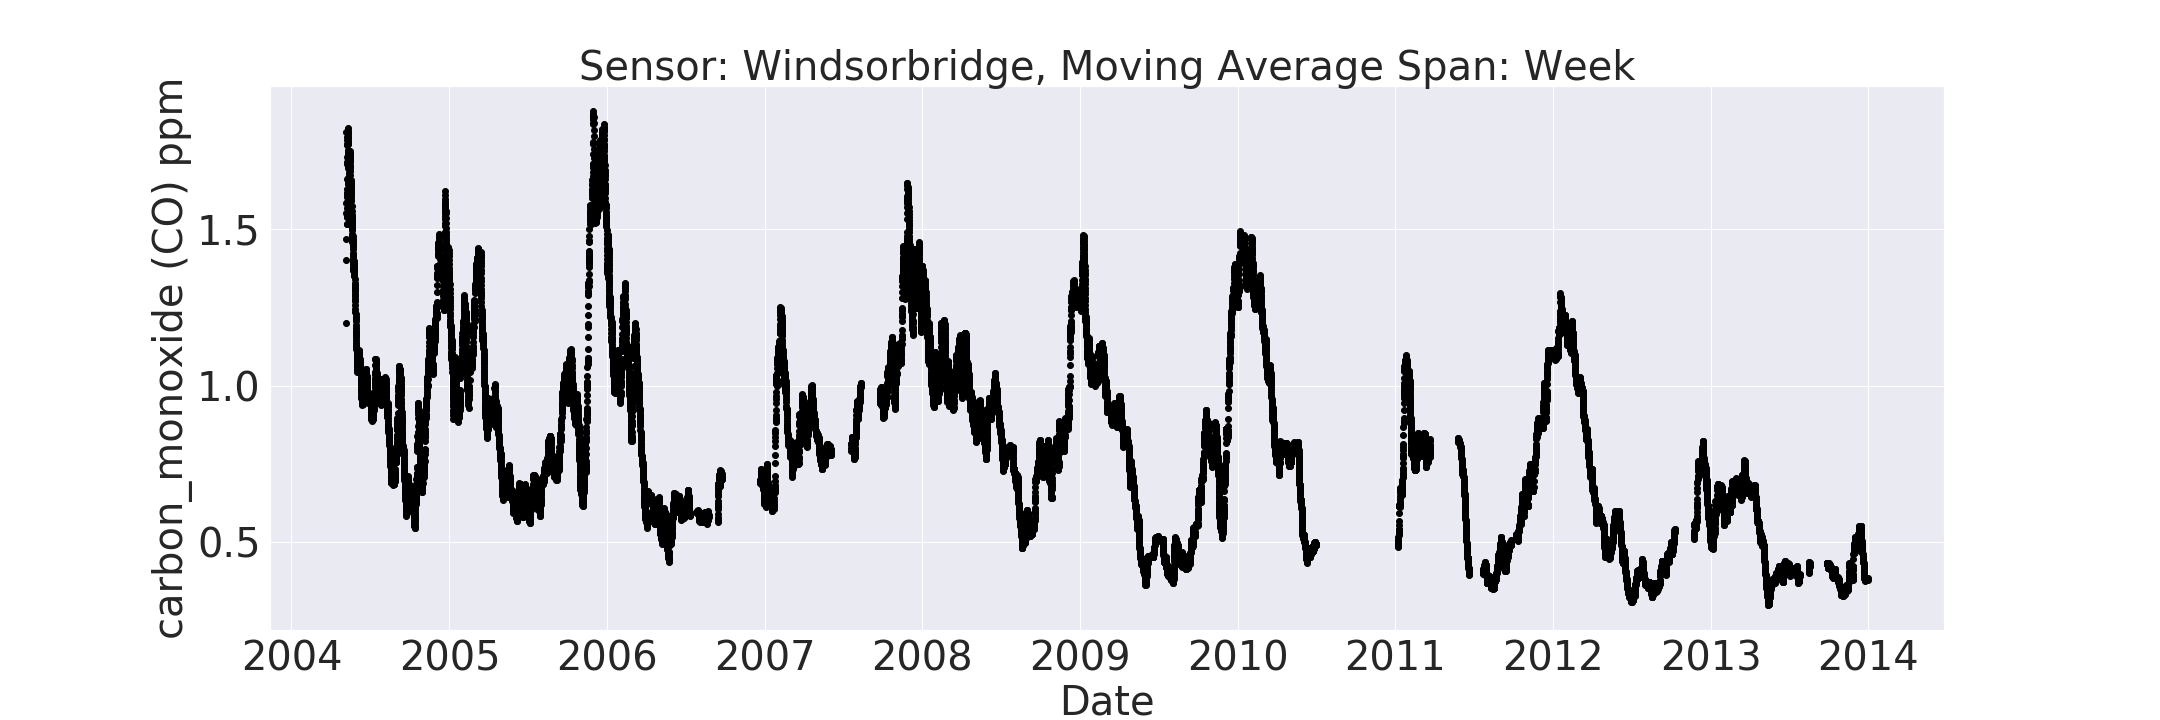 Sensor: Windsorbridge, Moving Average Span: Week
carbon_monoxide (CO) ppm
1.5
1.0
0.5
2004 2005 2006 2007 2008 2009 2010 2011 2012 2013 2014
Date